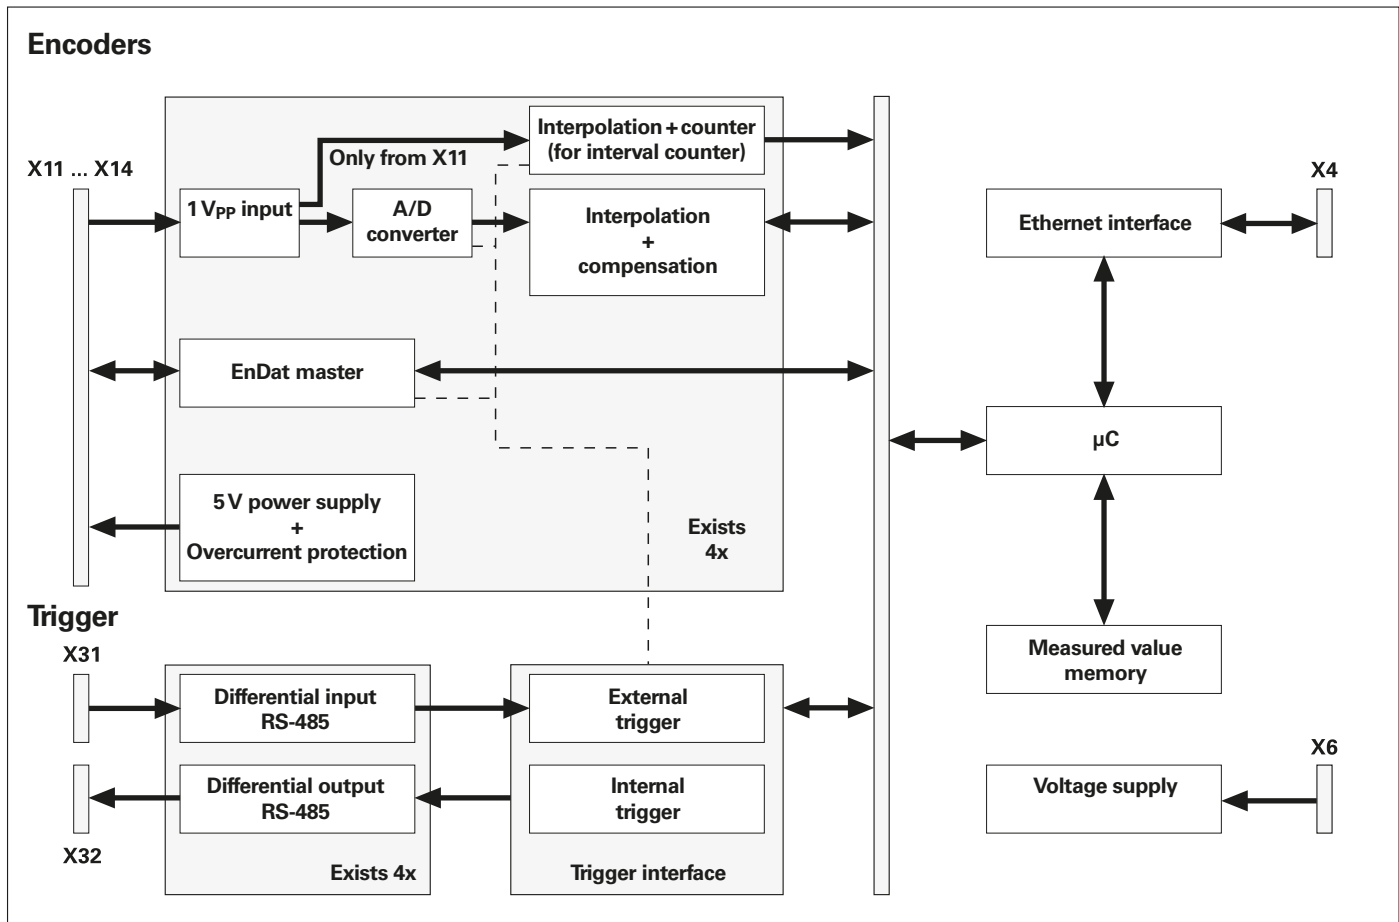 Encoders
X11 ... X14
Only from X11
Interpolation + counter
(for interval counter)
1 VPP input
A/D
converter
Interpolation
+
compensation
EnDat master
5 V power supply
+
Overcurrent protection
Exists
4x
X4
Ethernet interface
µC
Measured value
memory
X6
Voltage supply
Trigger
X31
Differential input
RS-485
External
trigger
Differential output
RS-485
Internal
trigger
X32
Exists 4x
Trigger interface